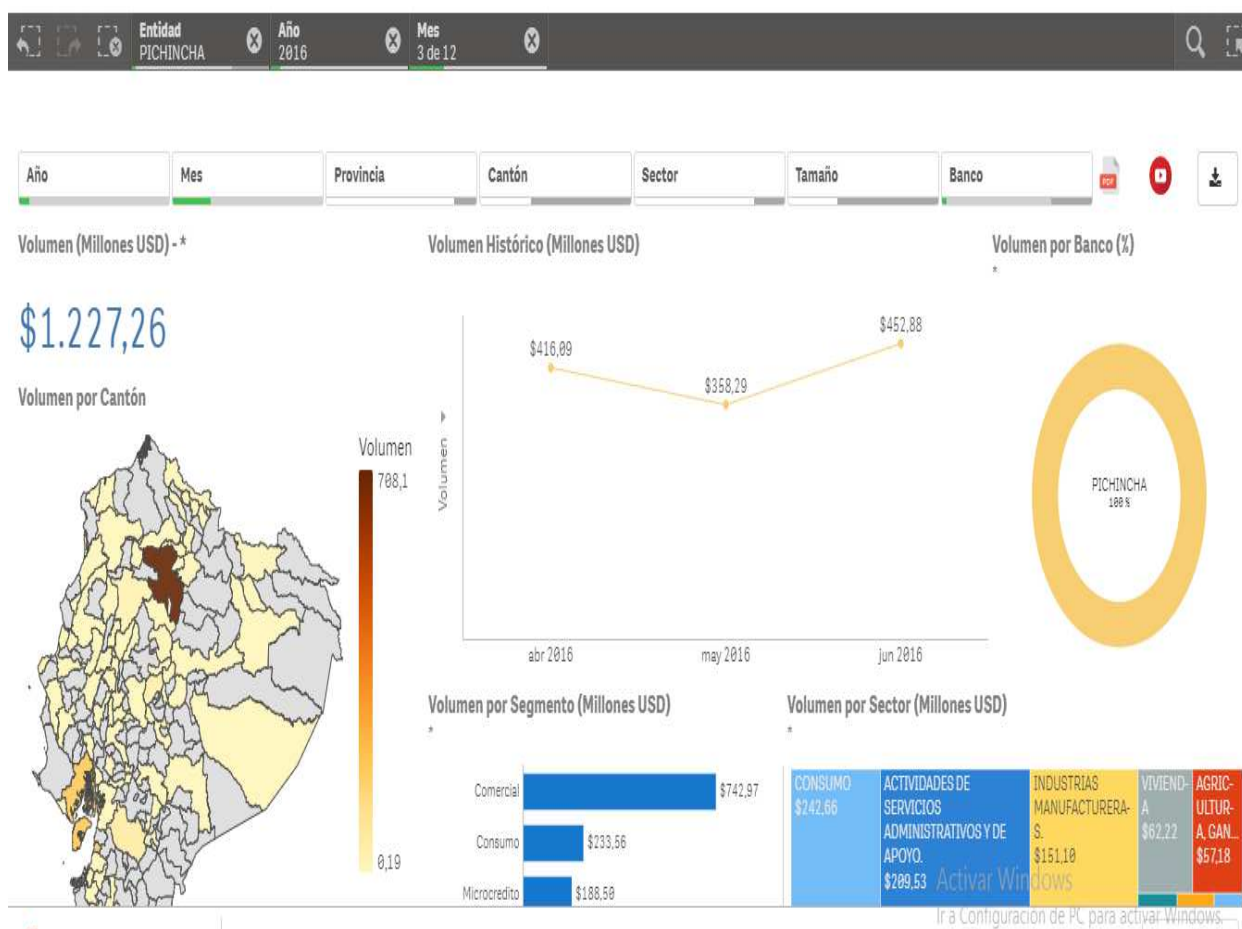 Entidad
PICHINCHA
Año
2016
Mes
3 de 12
Año
Mes
Provincia
Cantón
Sector
Tamaño
Banco
PDF
Volumen (Millones USD) - *
Volumen Histórico (Millones USD)
Volumen por Banco (%)
*
$1.227,26
Volumen por Cantón
Volumen
708,1
0,19
Volumen
$416,09
$358,29
$452,88
abr 2016
may 2016
jun 2016
PICHINCHA
100 %
Volumen por Segmento (Millones USD)
*
Comercial
$742,97
Consumo
$233,56
Microcredito
$188,50
Volumen por Sector (Millones USD)
*
CONSUMO
$242,66
ACTIVIDADES DE
SERVICIOS
ADMINISTRATIVOS Y DE
APOYO.
$209,53
INDUSTRIAS
MANUFACTURERA-
S.
$151,10
VIVIEND-
A
$62,22
AGRIC-
ULTUR-
A, GAN...
$57,18
Activar Windows
Ir a Configuración de PC para activar Windows.